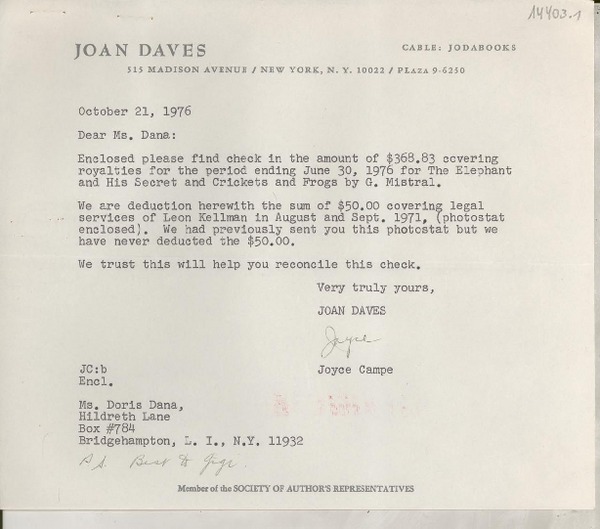 14403.1
JOAN DAVES
CABLE: JODABOOKS
515 MADISON AVENUE / NEW YORK, N. Y. 10022 / PLAZA 9-6250
October 21, 1976
Dear Ms. Dana:
Enclosed please find check in the amount of $368.83 covering
royalties for the period ending June 30, 1976 for The Elephant
and His Secret and Crickets and Frogs by G. Mistral.
We are deduction herewith the sum of $50.00 covering legal
services of Leon Kellman in August and Sept. 1971, (photostat
enclosed). We had previously sent you this photostat but we
have never deducted the $50.00.
We trust this will help you reconcile this check.
Very truly yours,
JOAN DAVES
Joyce
JC:b
Joyce Campe
Encl.
Ms. Doris Dana,
Hildreth Lane
Box #784
Bridgehampton, L. I., N.Y. 11932
Best to
Member of the SOCIETY OF AUTHOR'S REPRESENTATIVES